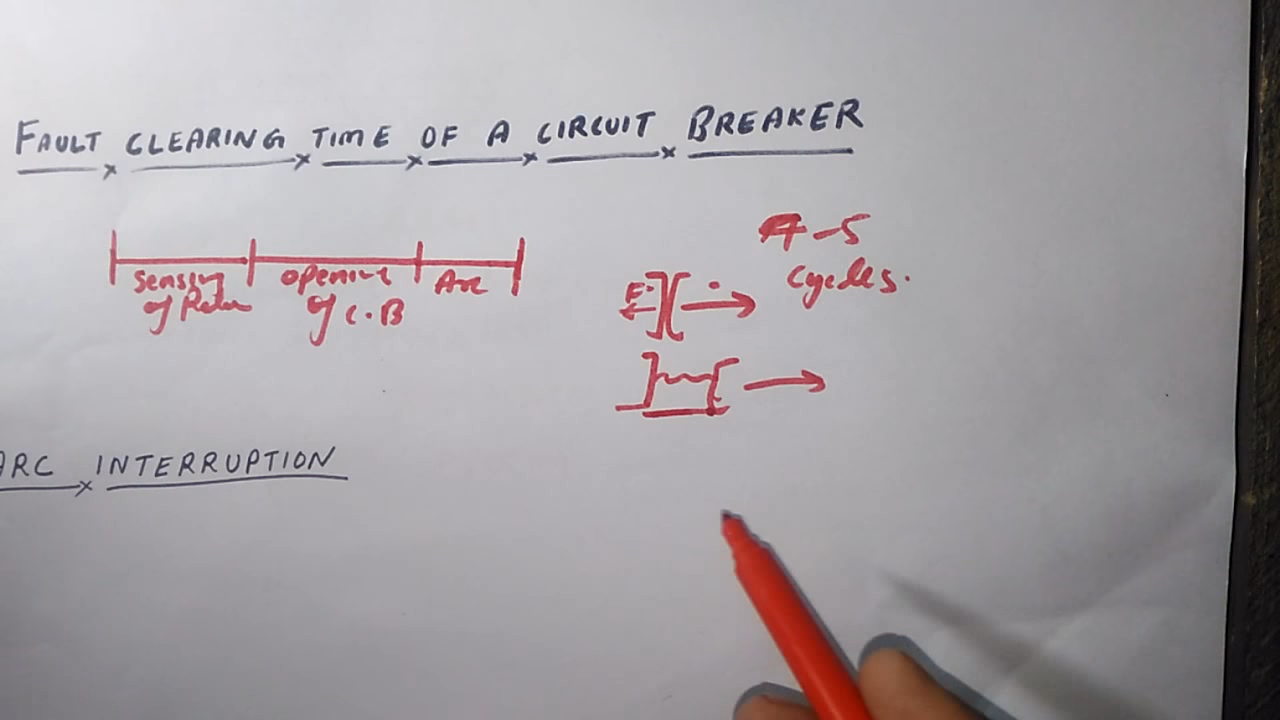 FAULT CLEARING TIME OF A CIRCUIT BREAKER
4-5
cycles.
sensing opening Arc
of Relay of C.B
F.
ARC INTERRUPTION